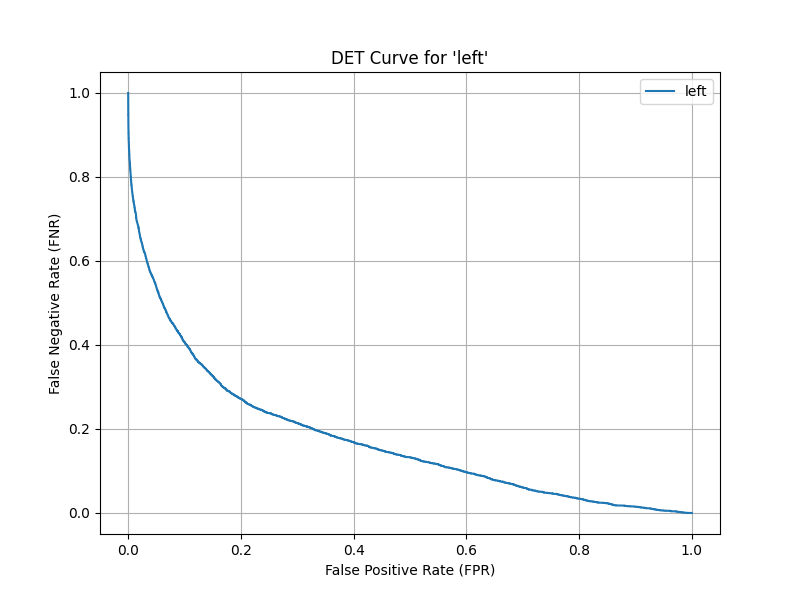 DET Curve for 'left'
left
1.0
0.8
0.6
0.4
0.2
0.0
False Negative Rate (FNR)
0.0 0.2 0.4 0.6 0.8 1.0
False Positive Rate (FPR)